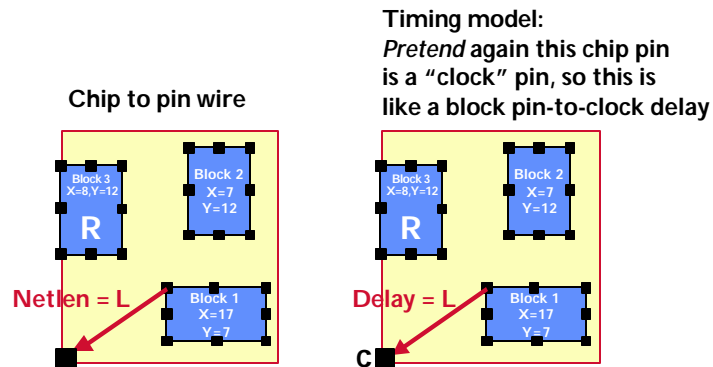 Timing model:
Pretend again this chip pin
is a “clock” pin, so this is
like a block pin-to-clock delay
Chip to pin wire
Block 3
X=8,Y=12
R
Block 2
X=7
Y=12
Netlen = L
Block 1
X=17
Y=7
Block 3
X=8,Y=12
R
Block 2
X=7
Y=12
Delay = L
Block 1
X=17
Y=7
C